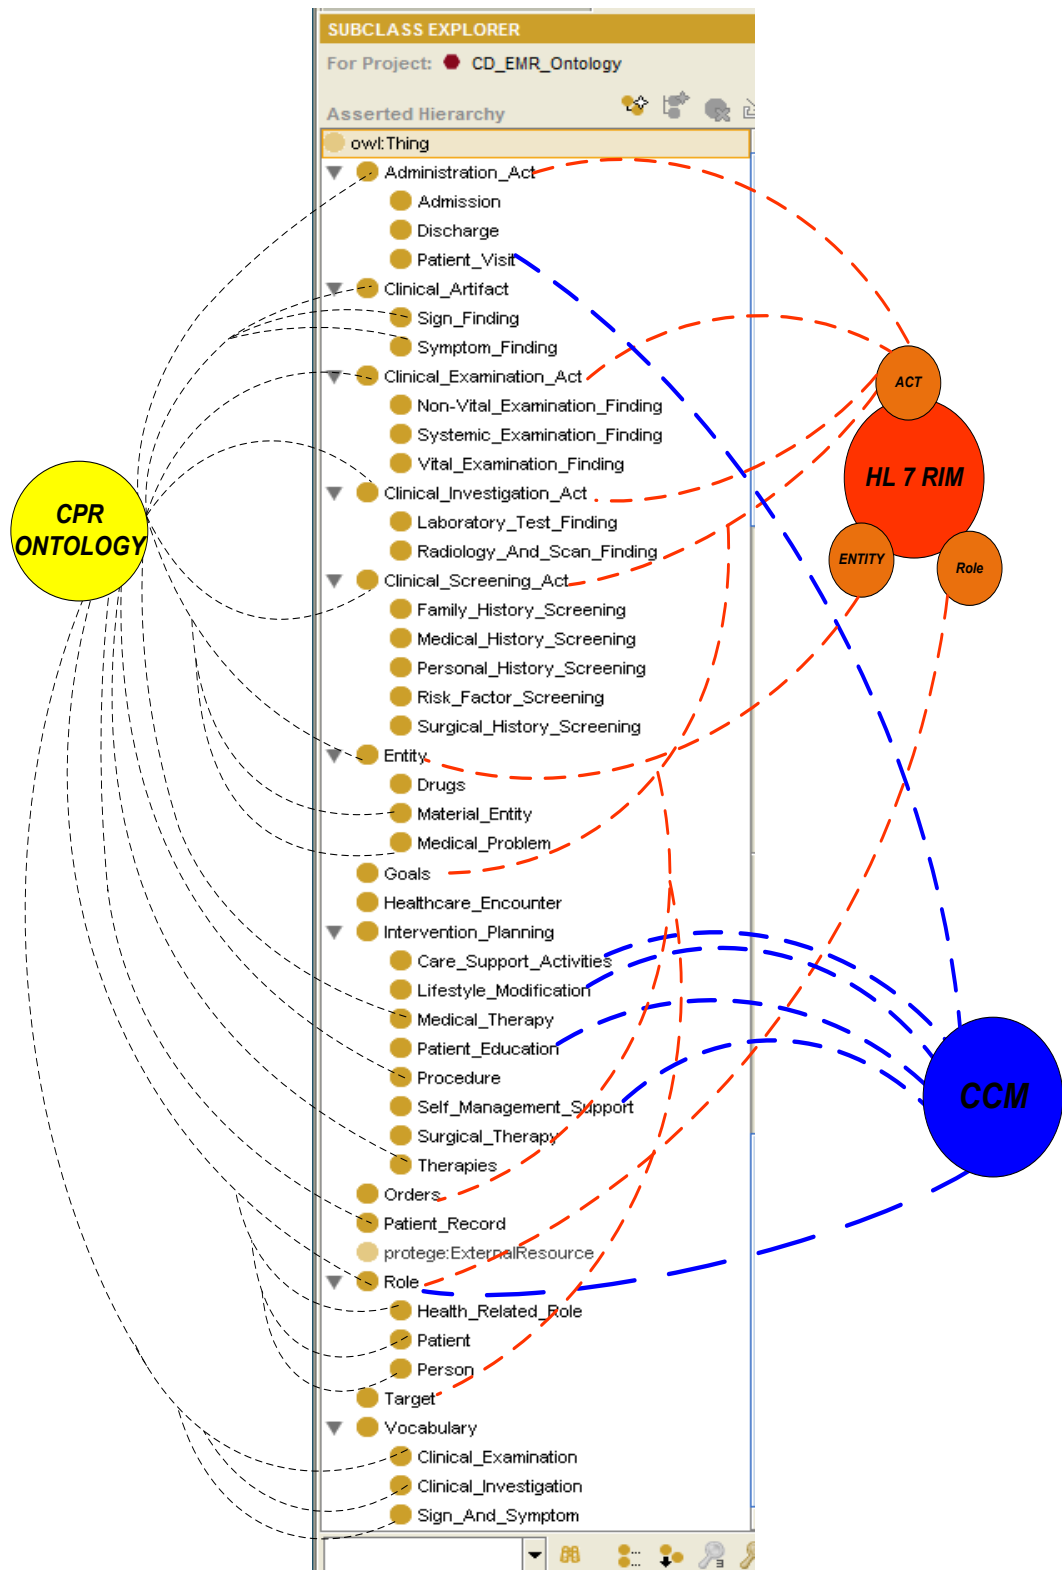 SUBCLASS EXPLORER
For Project: CD_EMR_Ontology
Asserted Hierarchy
owl:Thing
Administration_Act
Admission
Discharge
Patient_Visit
Clinical_Artifact
Sign_Finding
Symptom_Finding
Clinical_Examination_Act
Non-Vital_Examination_Finding
Systemic_Examination_Finding
Vital_Examination_Finding
Clinical_Investigation_Act
Laboratory_Test_Finding
Radiology_And_Scan_Finding
Clinical_Screening_Act
Family_History_Screening
Medical_History_Screening
Personal_History_Screening
Risk_Factor_Screening
Surgical_History_Screening
Entity
Drugs
Material_Entity
Medical_Problem
Goals
Healthcare_Encounter
Intervention_Planning
Care_Support_Activities
Lifestyle_Modification
Medical_Therapy
Patient_Education
Procedure
Self_Management_Support
Surgical_Therapy
Therapies
Orders
Patient_Record
protege:ExternalResource
Role
Health_Related_Role
Patient
Person
Target
Vocabulary
Clinical_Examination
Clinical_Investigation
Sign_And_Symptom
CPR
ONTOLOGY
ACT
HL 7 RIM
ENTITY
Role
CCM